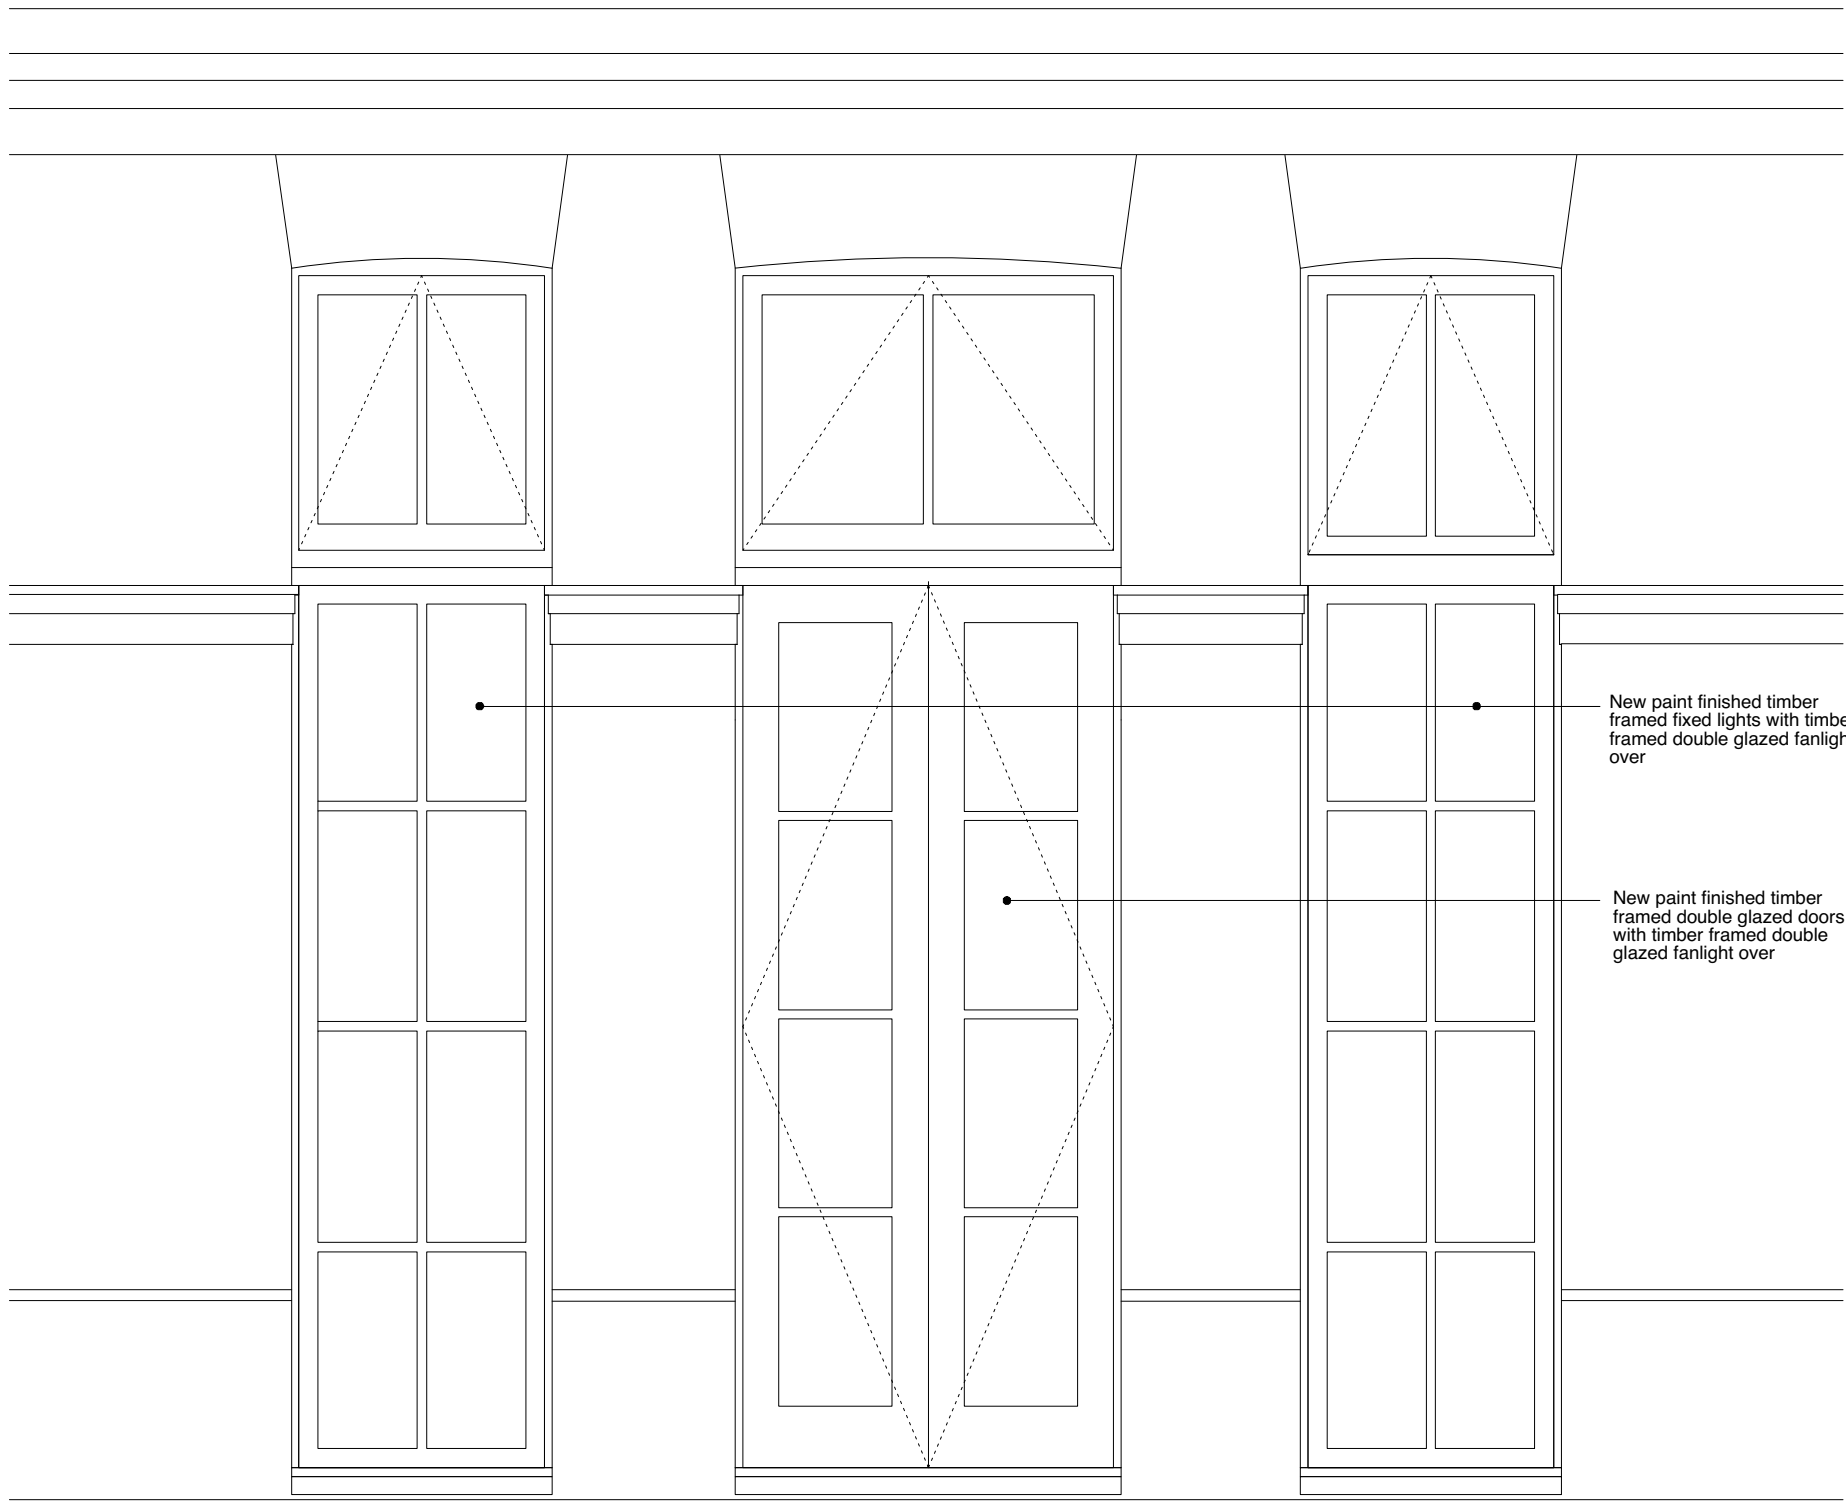 New paint finished timber
framed fixed lights with timbe
framed double glazed fanligh
over
New paint finished timber
framed double glazed doors
with timber framed double
glazed fanlight over